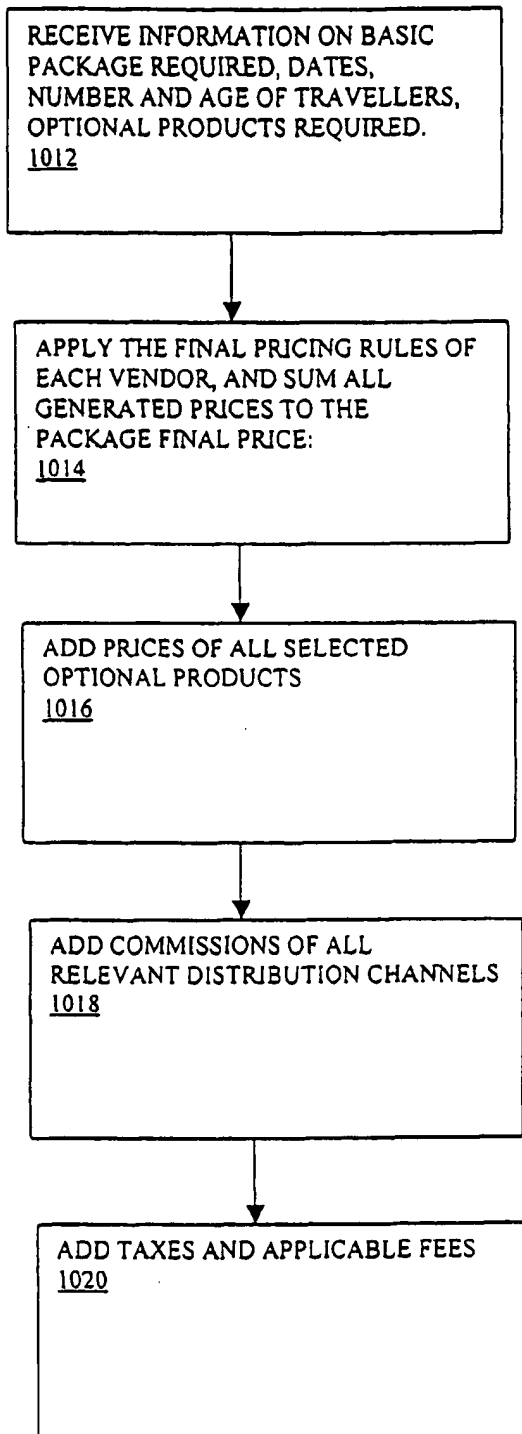 RECEIVE INFORMATION ON BASIC
PACKAGE REQUIRED, DATES,
NUMBER AND AGE OF TRAVELLERS,
OPTIONAL PRODUCTS REQUIRED.
1012
APPLY THE FINAL PRICING RULES OF
EACH VENDOR, AND SUM ALL
GENERATED PRICES TO THE
PACKAGE FINAL PRICE:
1014
ADD PRICES OF ALL SELECTED
OPTIONAL PRODUCTS
1016
ADD COMMISSIONS OF ALL
RELEVANT DISTRIBUTION CHANNELS
1018
ADD TAXES AND APPLICABLE FEES
1020